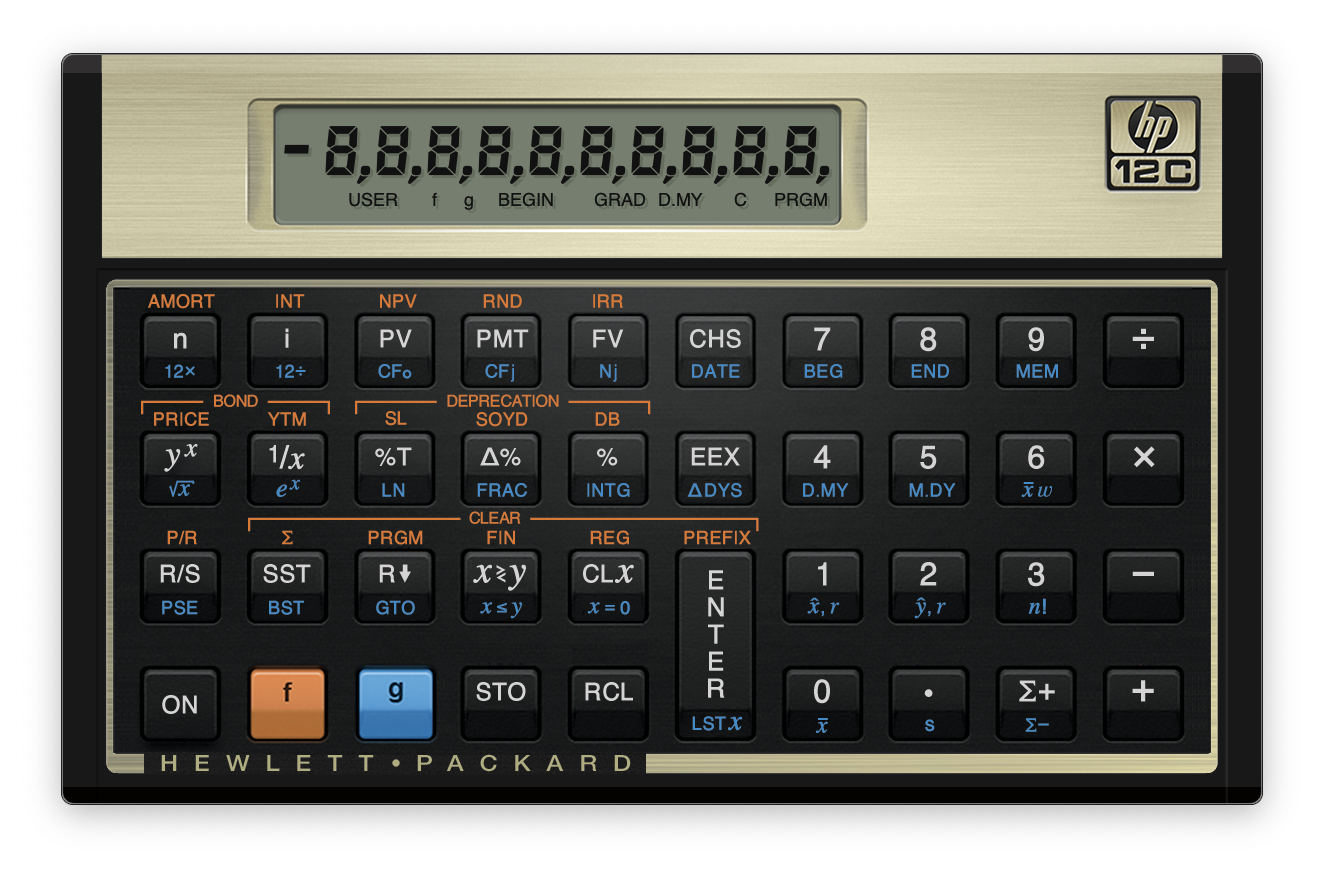 -8,8,8,8,8,8,8,8,8,8,
USER f g BEGIN GRAD D.MY C PRGM
hp
12C
AMORT INT NPV RND IRR
n i PV PMT FV CHS 7 8 9 ÷
12× 12÷ CFo CFj Nj DATE BEG END MEM
BOND DEPRECATION
PRICE YTM SL SOYD DB
yˣ 1/x %T Δ% % EEX 4 5 6 ×
√x eˣ LN FRAC INTG ΔDYS D.MY M.DY x̄w
CLEAR
P/R Σ PRGM FIN REG PREFIX
R/S SST R↓ x≷y CLx ENTER 1 2 3 −
PSE BST GTO x≤y x=0 x̂,r ŷ,r n!
ON f g STO RCL 0 · Σ+ +
LSTx x̄ s Σ−
HEWLETT•PACKARD